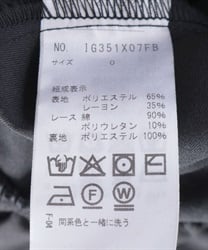 NO. IG351X07FB
サイズ 0
組成表示
表地 ポリエステル 65%
レーヨン 35%
レース 綿 90%
ポリウレタン 10%
裏地 ポリエステル 100%
F W
F-DM 同系色と一緒に洗う